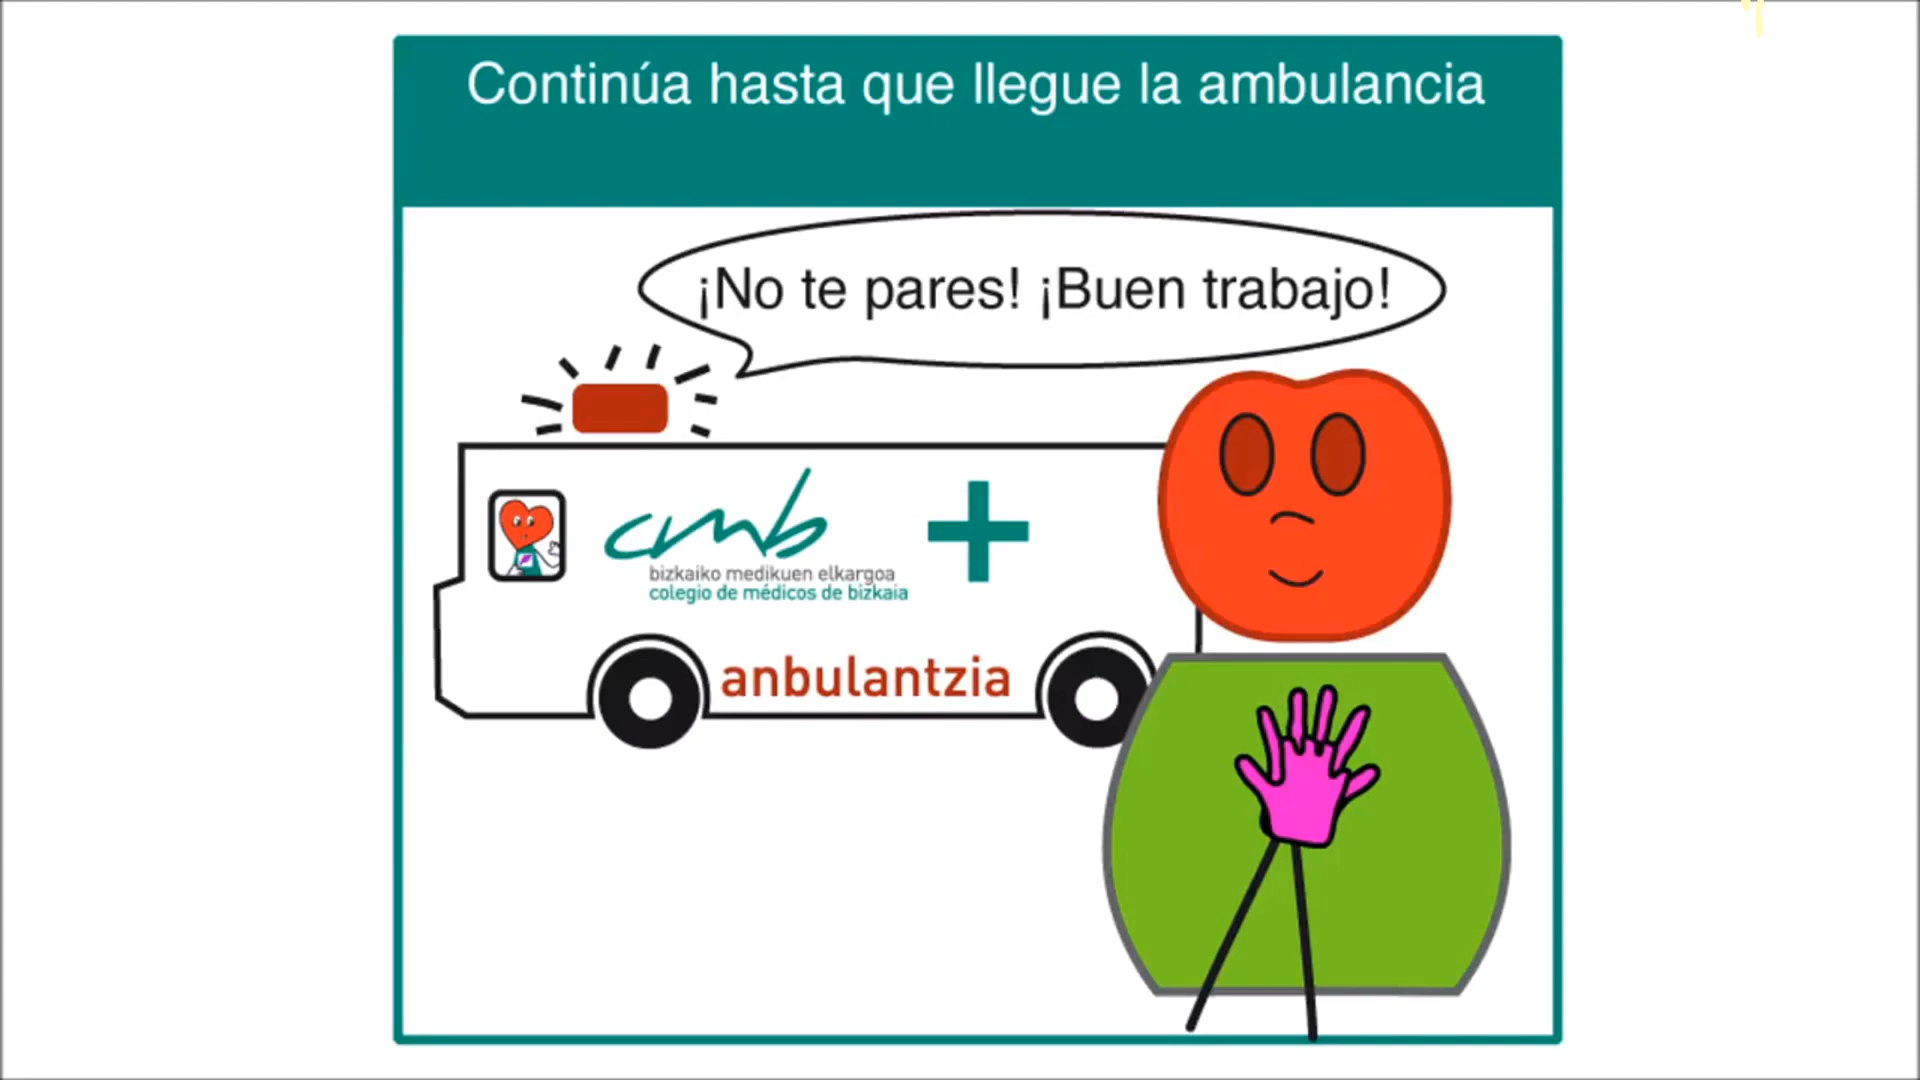 Continúa hasta que llegue la ambulancia
¡No te pares! ¡Buen trabajo!
cmb
bizkaiko medikuen elkargoa
colegio de médicos de bizkaia
anbulantzia